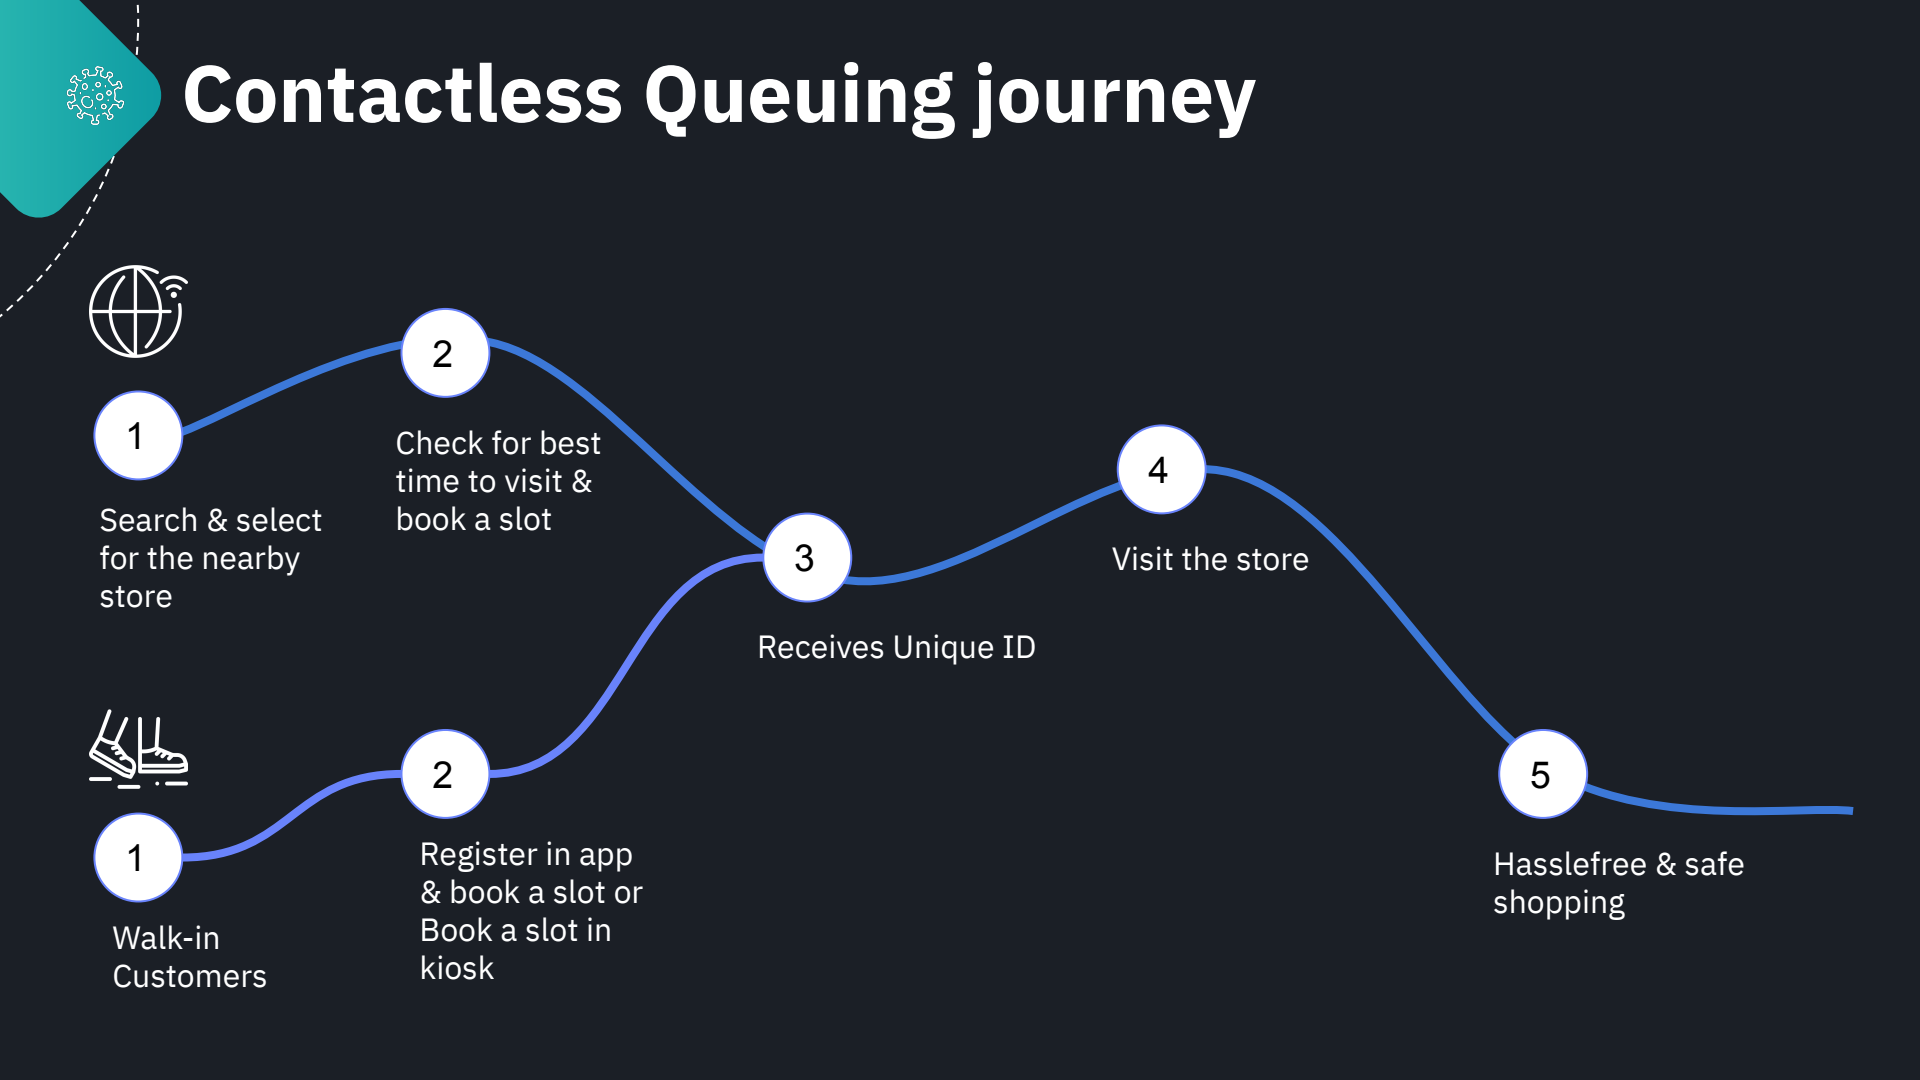 Contactless Queuing journey
1
Search & select
for the nearby
store
2
Check for best
time to visit &
book a slot
1
Walk-in
Customers
2
Register in app
& book a slot or
Book a slot in
kiosk
3
Receives Unique ID
4
Visit the store
5
Hasslefree & safe
shopping